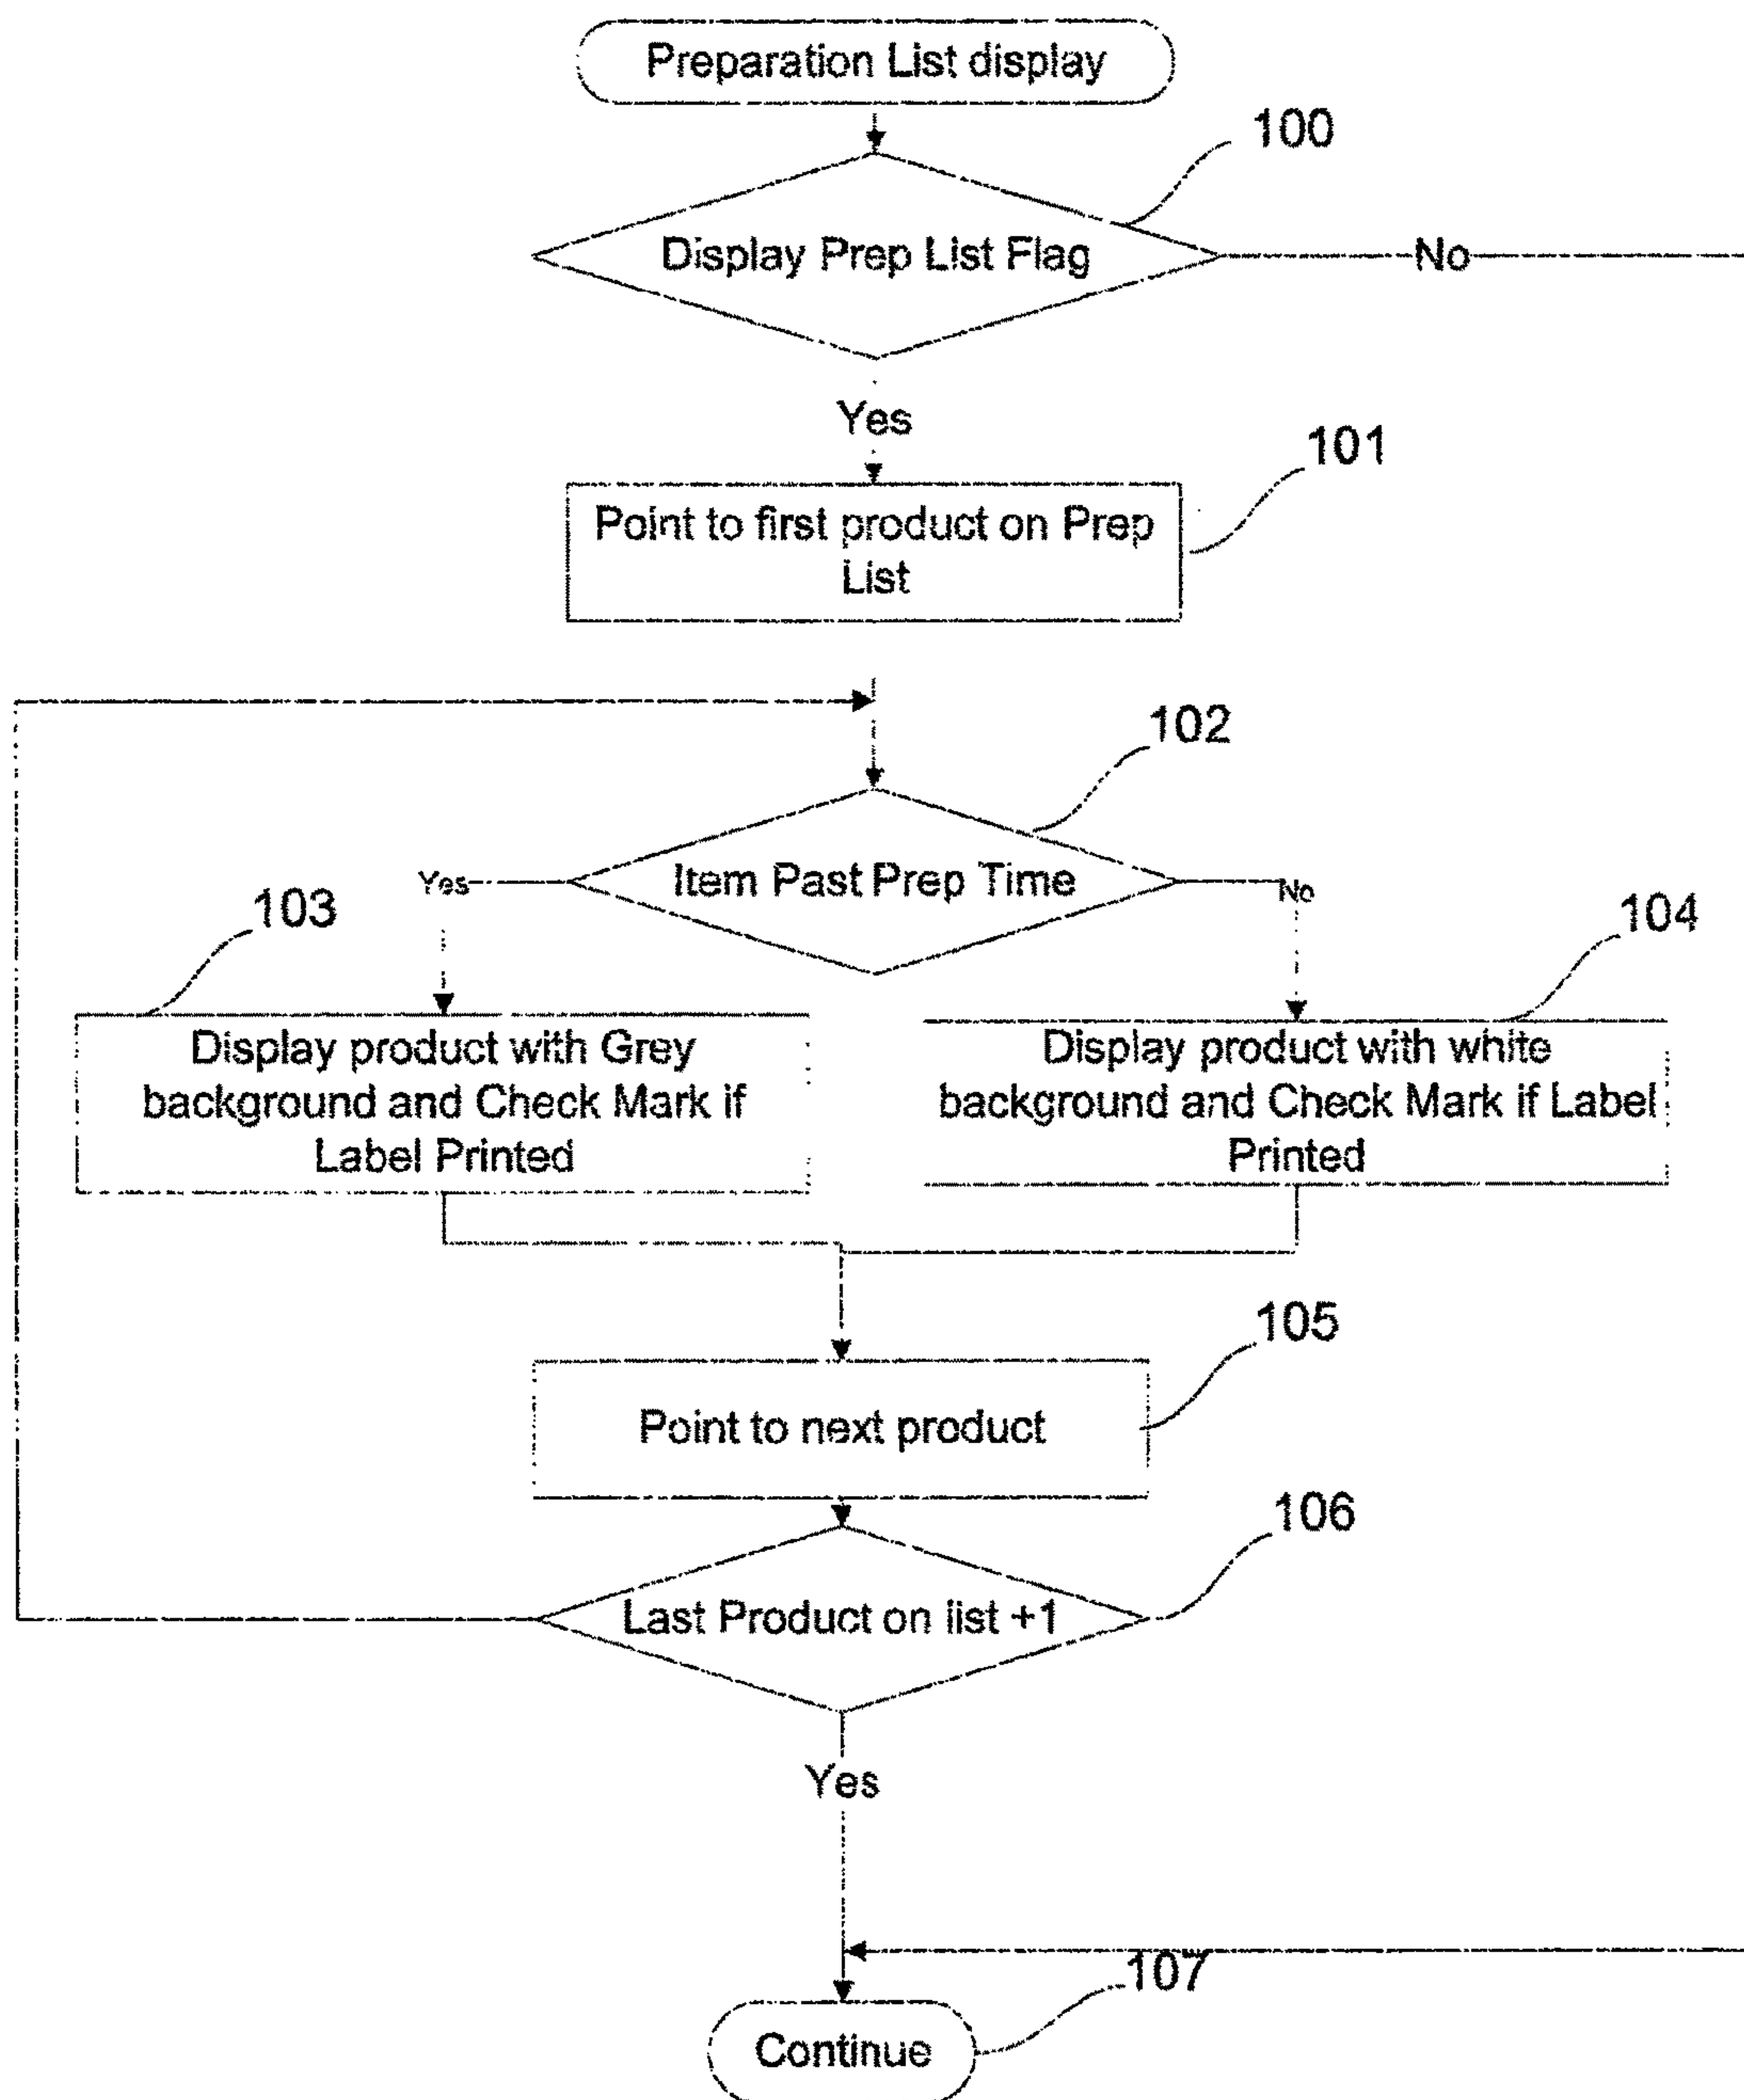 Preparation List display
100
Display Prep List Flag
No
Yes
101
Point to first product on Prep
List
102
Item Past Prep Time
Yes
No
103
104
Display product with Grey
background and Check Mark if
Label Printed
Display product with white
background and Check Mark if Label
Printed
105
Point to next product
106
Last Product on list +1
Yes
107
Continue